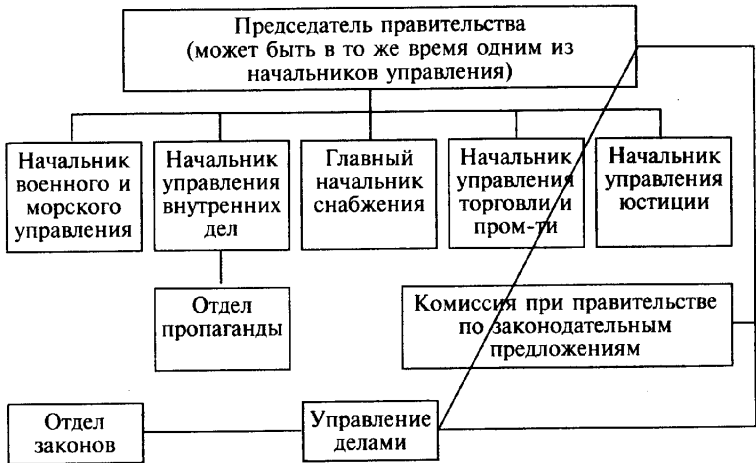 Председатель правительства
(может быть в то же время одним из
начальников управления)
Начальник
военного и
морского
управления
Начальник
управления
внутренних
дел
Главный
начальник
снабжения
Начальник
управления
торговли и
пром-ти
Начальник
управления
юстиции
Отдел
пропаганды
Комиссия при правительстве
по законодательным
предложениям
Отдел
законов
Управление
делами